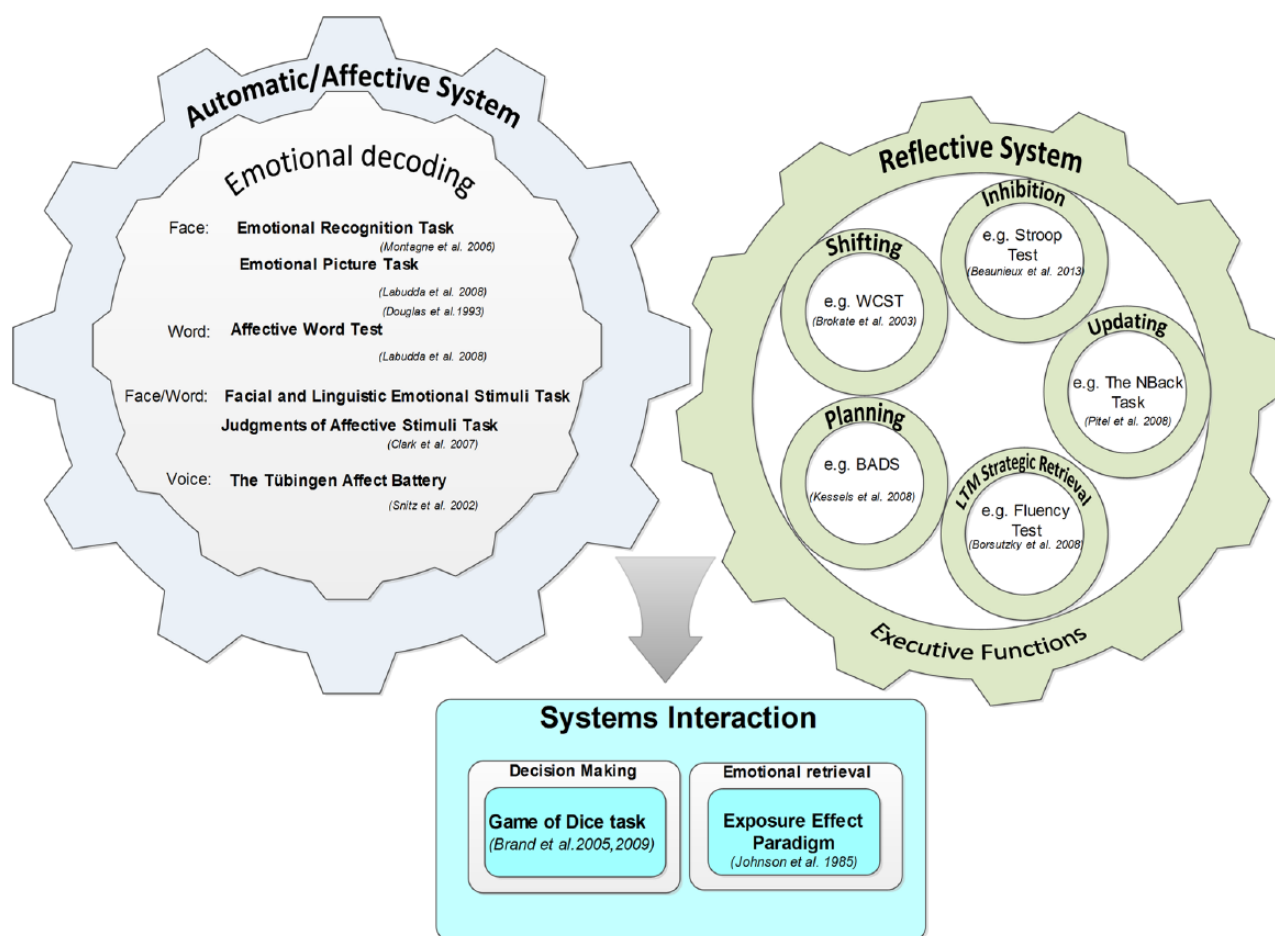 Automatic/Affective System
Emotional decoding
Face: Emotional Recognition Task
(Montagne et al. 2006)
Emotional Picture Task
(Labudda et al. 2008)
(Douglas et al.1993)
Word: Affective Word Test
(Labudda et al. 2008)
Face/Word: Facial and Linguistic Emotional Stimuli Task
Judgments of Affective Stimuli Task
(Clark et al. 2007)
Voice: The Tübingen Affect Battery
(Snitz et al. 2002)
Reflective System
Inhibition
e.g. Stroop
Test
(Beaunieux et al. 2013)
Shifting
e.g. WCST
(Brokate et al. 2003)
Updating
e.g. The NBack
Task
(Pitel et al. 2008)
Planning
e.g. BADS
(Kessels et al. 2008)
LTM Strategic Retrieval
e.g. Fluency
Test
(Borsutzky et al. 2008)
Executive Functions
Systems Interaction
Decision Making
Game of Dice task
(Brand et al.2005,2009)
Emotional retrieval
Exposure Effect
Paradigm
(Johnson et al. 1985)